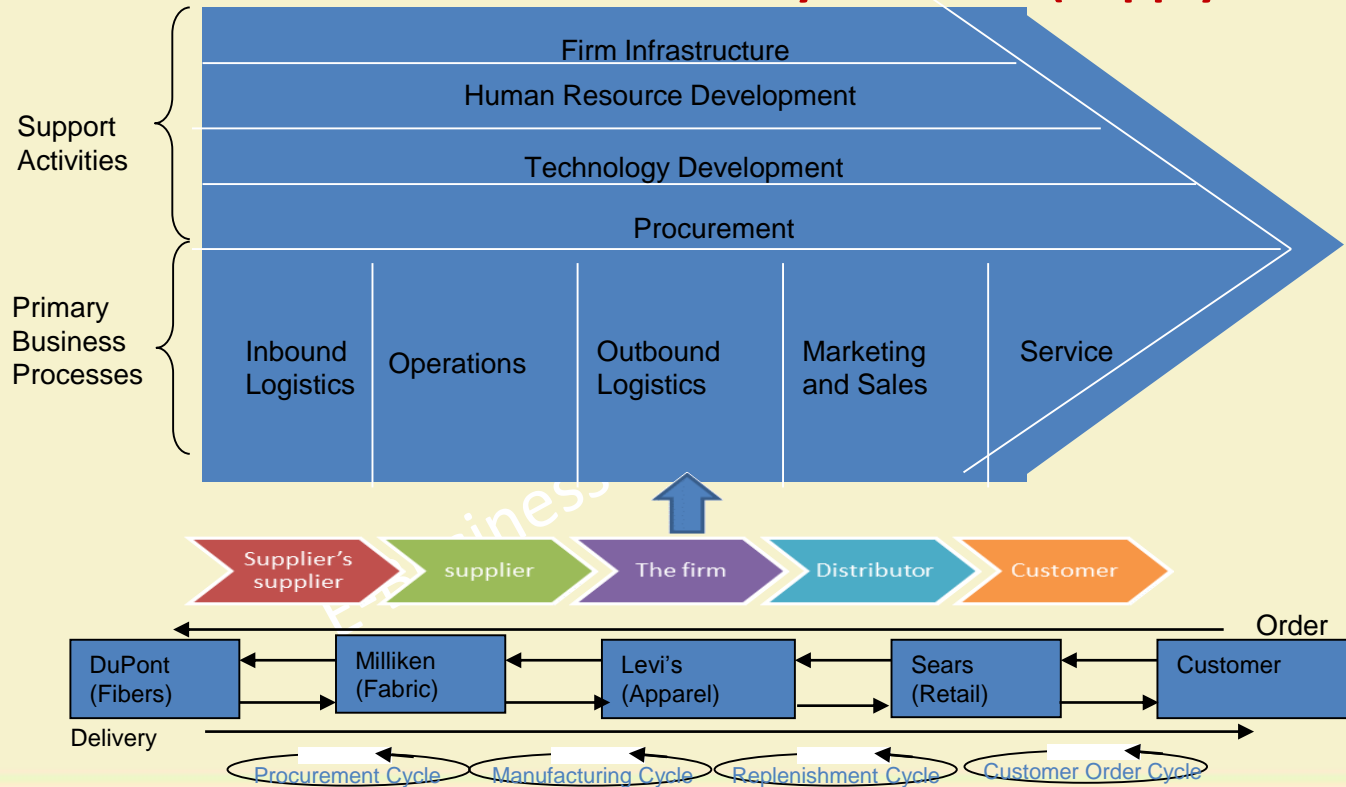 Firm Infrastructure
Human Resource Development
Support
Activities
Technology Development
Procurement
Primary
Business
Processes
Inbound
Logistics
Operations
Outbound
Logistics
Marketing
and Sales
Service
Supplier's
supplier
supplier
The firm
Distributor
Customer
Order
DuPont
(Fibers)
Milliken
(Fabric)
Levi's
(Apparel)
Sears
(Retail)
Customer
Delivery
Procurement Cycle
Manufacturing Cycle
Replenishment Cycle
Customer Order Cycle